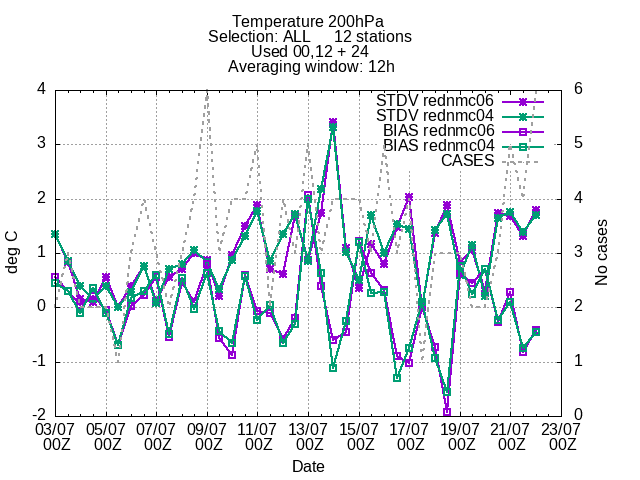 Temperature 200hPa
Selection: ALL 12 stations
Used 00,12 + 24
Averaging window: 12h
4 6
STDV rednmc06
STDV rednmc04
BIAS rednmc06
BIAS rednmc04
CASES
3 5
2 4
1 3
0 2
-1 1
-2 0
deg C
No cases
03/07 05/07 07/07 09/07 11/07 13/07 15/07 17/07 19/07 21/07 23/07
00Z 00Z 00Z 00Z 00Z 00Z 00Z 00Z 00Z 00Z 00Z
Date